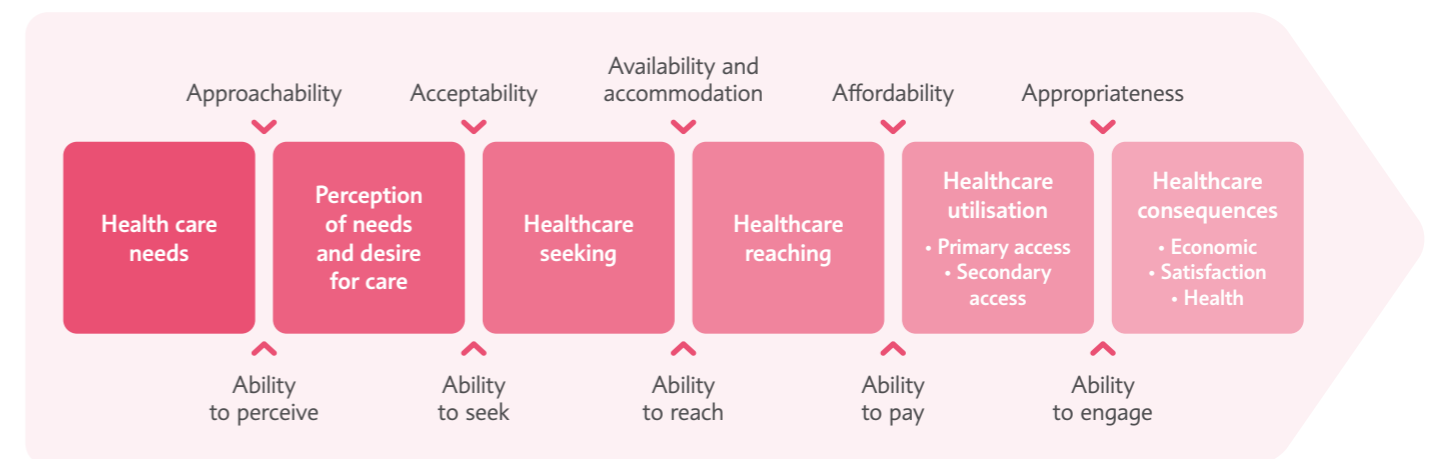 Approachability
Acceptability
Availability and
accommodation
Affordability
Appropriateness
Health care
needs
Perception
of needs
and desire
for care
Healthcare
seeking
Healthcare
reaching
Healthcare
utilisation
• Primary access
• Secondary
access
Healthcare
consequences
• Economic
• Satisfaction
• Health
Ability
to perceive
Ability
to seek
Ability
to reach
Ability
to pay
Ability
to engage